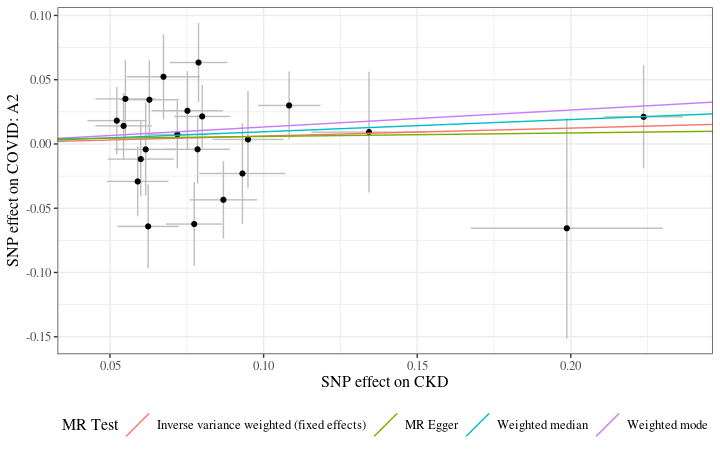 0.10
0.05
0.00
-0.05
-0.10
-0.15
SNP effect on COVID: A2
0.05 0.10 0.15 0.20
SNP effect on CKD
MR Test Inverse variance weighted (fixed effects) MR Egger Weighted median Weighted mode